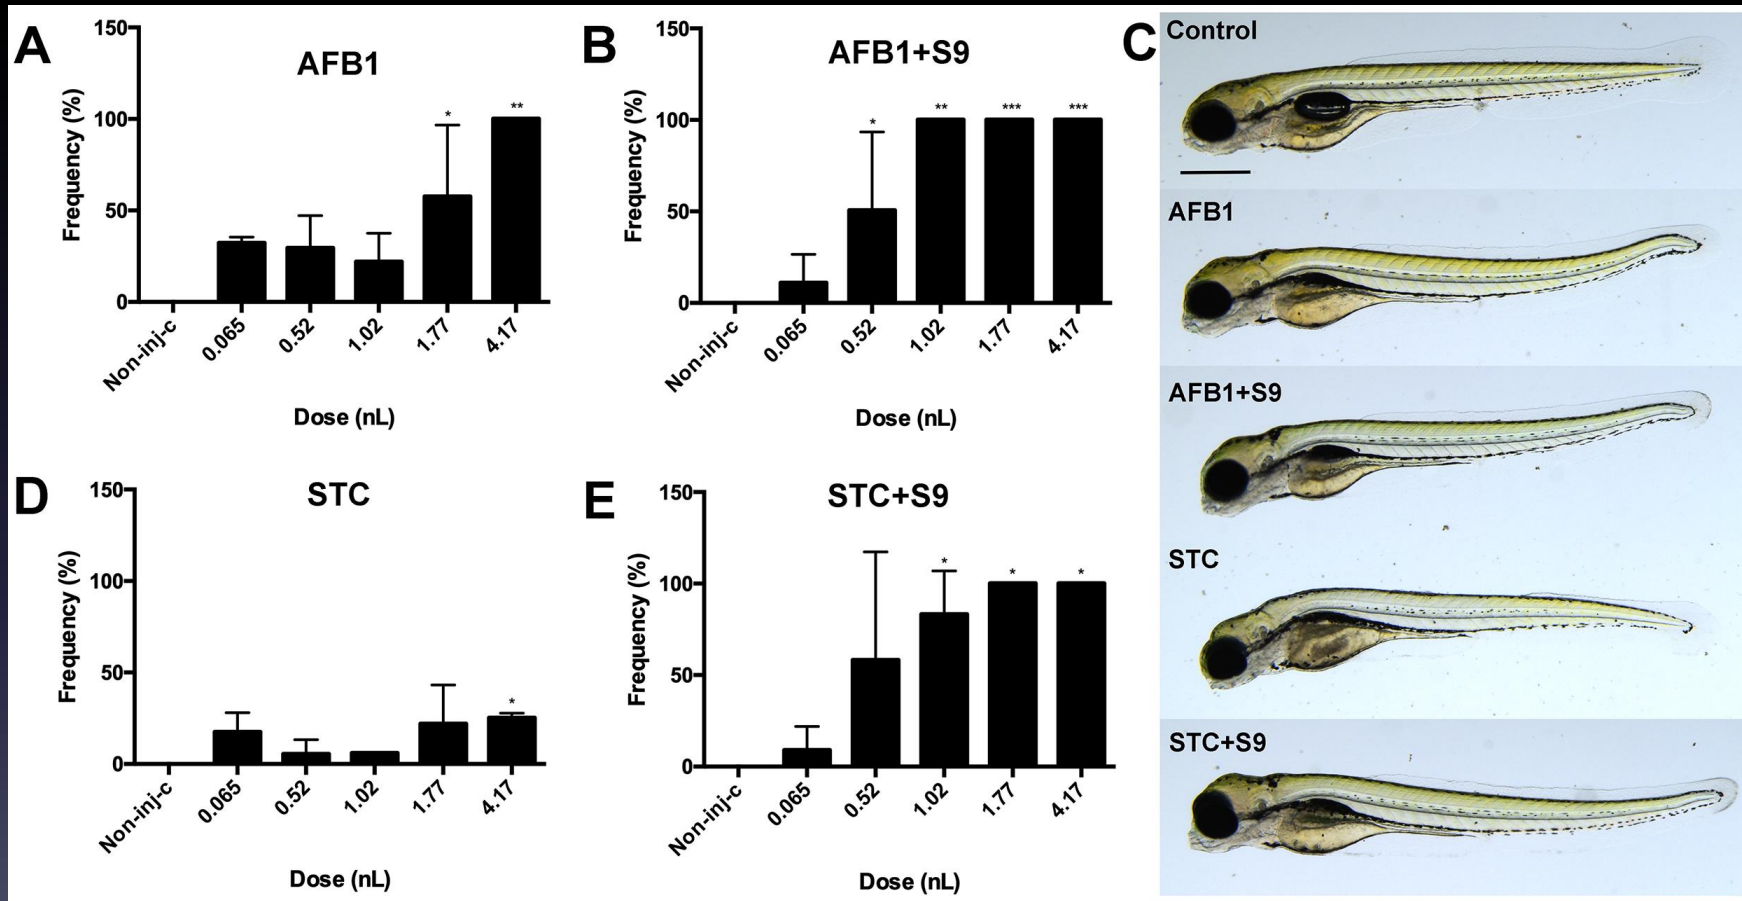 A
AFB1
150
100
50
0
Frequency (%)
*
**
Non-inj-c
0.065
0.52
1.02
1.77
4.17
Dose (nL)
B
AFB1+S9
150
100
50
0
Frequency (%)
*
**
***
***
Non-inj-c
0.065
0.52
1.02
1.77
4.17
Dose (nL)
C
Control
AFB1
AFB1+S9
STC
STC+S9
D
STC
150
100
50
0
Frequency (%)
*
Non-inj-c
0.065
0.52
1.02
1.77
4.17
Dose (nL)
E
STC+S9
150
100
50
0
Frequency (%)
*
*
*
Non-inj-c
0.065
0.52
1.02
1.77
4.17
Dose (nL)